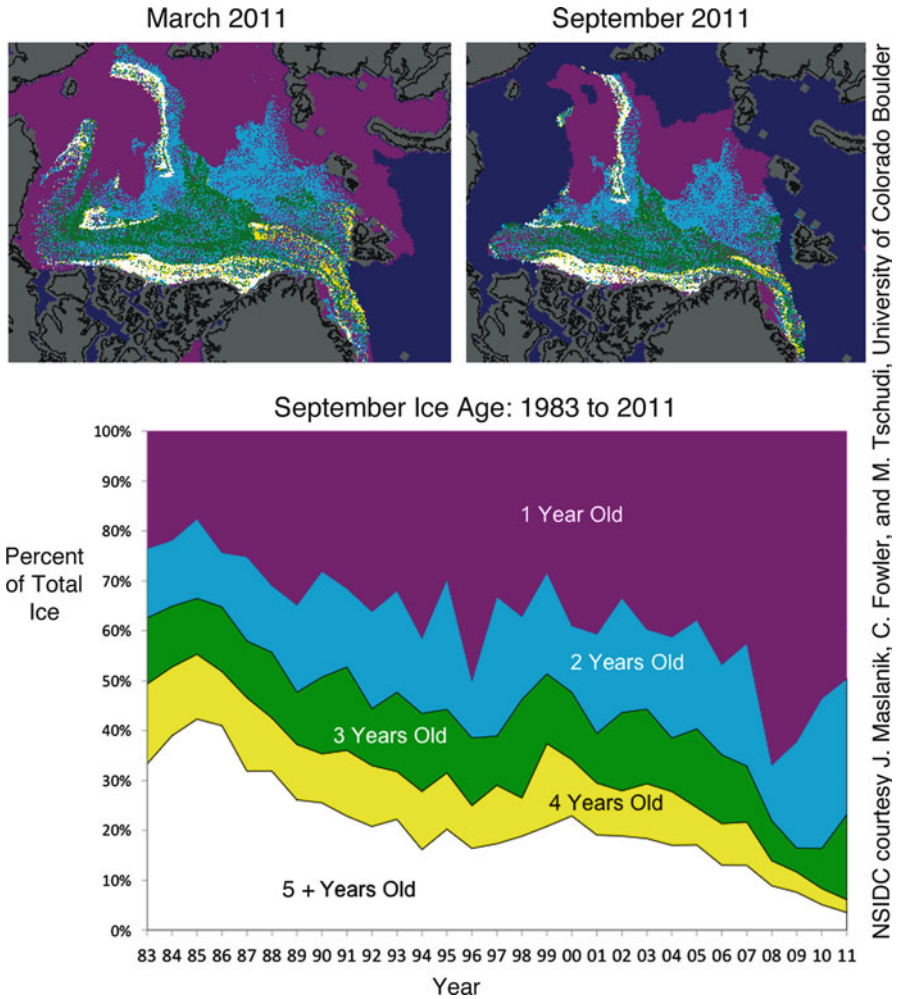 March 2011
September 2011
NSIDC courtesy J. Maslanik, C. Fowler, and M. Tschudi, University of Colorado Boulder
September Ice Age: 1983 to 2011
Percent
of Total
Ice
100%
90%
80%
70%
60%
50%
40%
30%
20%
10%
0%
1 Year Old
2 Years Old
3 Years Old
4 Years Old
5 + Years Old
83 84 85 86 87 88 89 90 91 92 93 94 95 96 97 98 99 00 01 02 03 04 05 06 07 08 09 10 11
Year